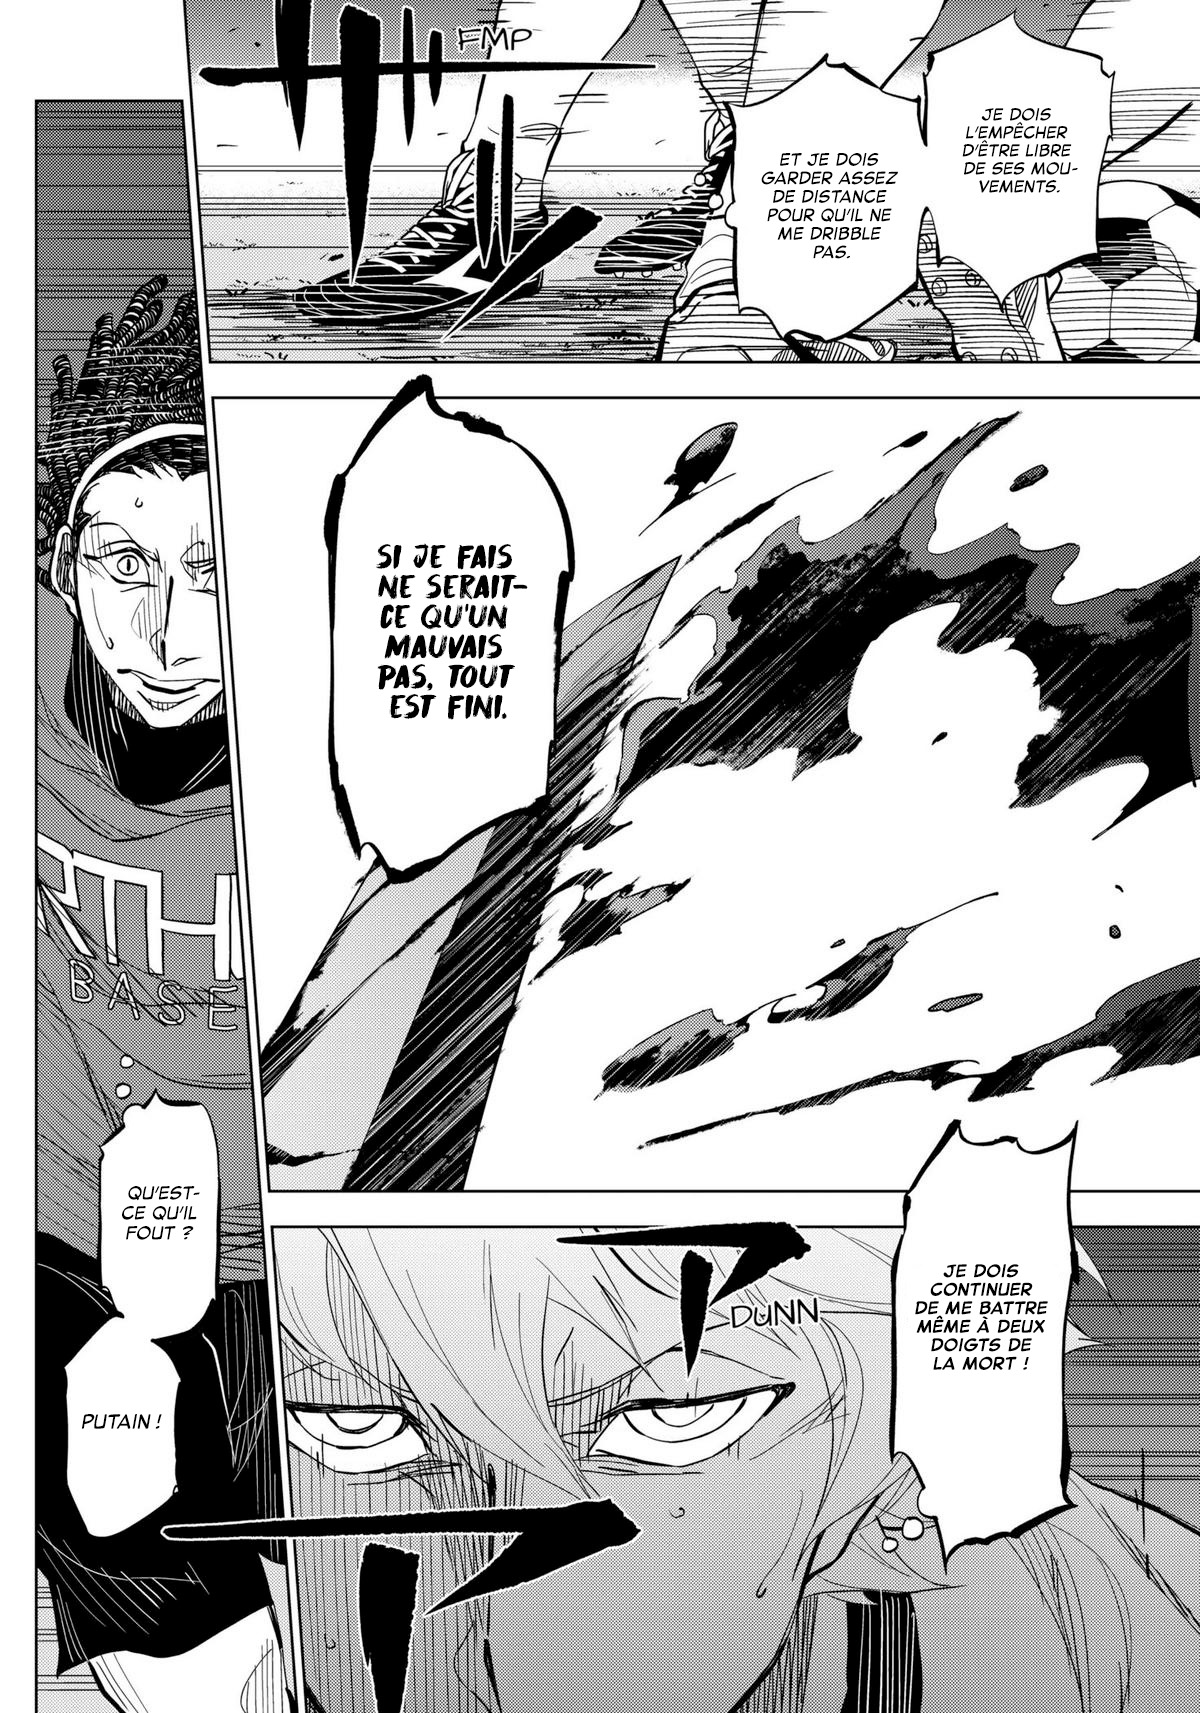 FMP
JE DOIS
L'EMPÊCHER
D'ÊTRE LIBRE
DE SES MOU-
VEMENTS.
ET JE DOIS
GARDER ASSEZ
DE DISTANCE
POUR QU'IL NE
ME DRIBBLE
PAS.
SI JE FAIS
NE SERAIT-
CE QU'UN
MAUVAIS
PAS, TOUT
EST FINI.
JE DOIS
CONTINUER
DE ME BATTRE
MÊME À DEUX
DOIGTS DE
LA MORT !
DUNN
RTH
BASE
QU'EST-
CE QU'IL
FOUT ?
PUTAIN !